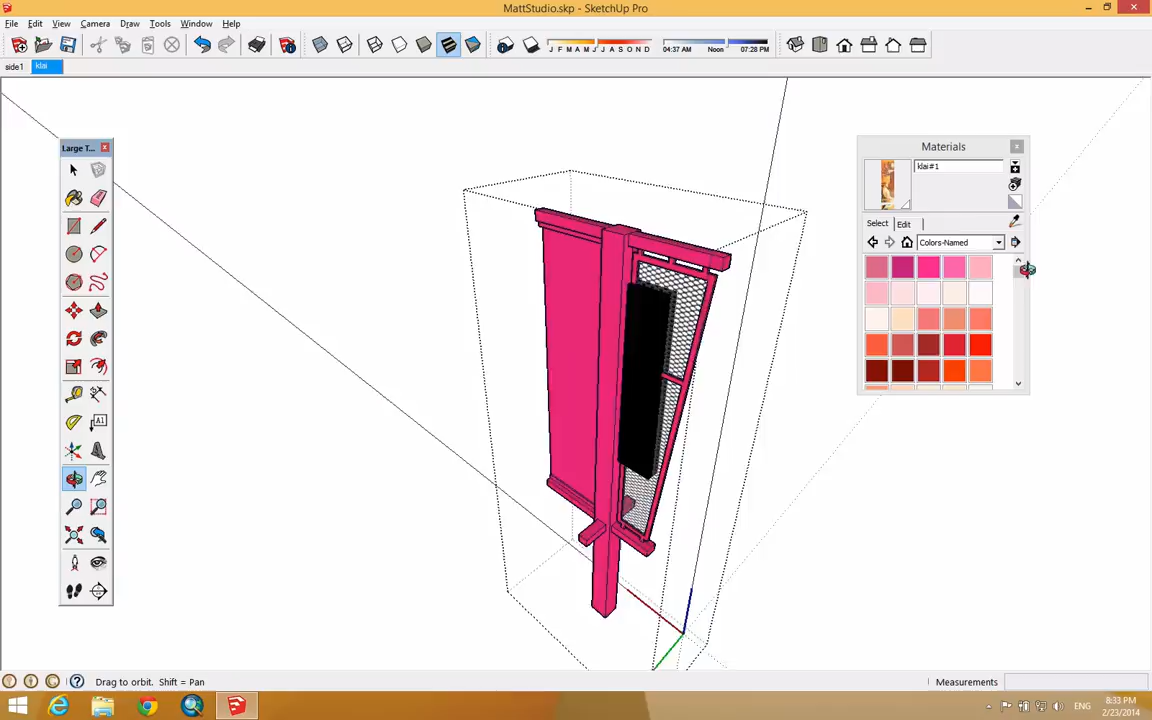 MattStudio.skp - SketchUp Pro
File Edit View Camera Draw Tools Window Help
J F M A M J J A S O N D 04:37 AM Noon 07:28 PM
side1 klai
Large T...
A1
Materials
klai#1
Select Edit
Colors-Named
Drag to orbit. Shift = Pan
Measurements
ENG
8:33 PM
2/23/2014